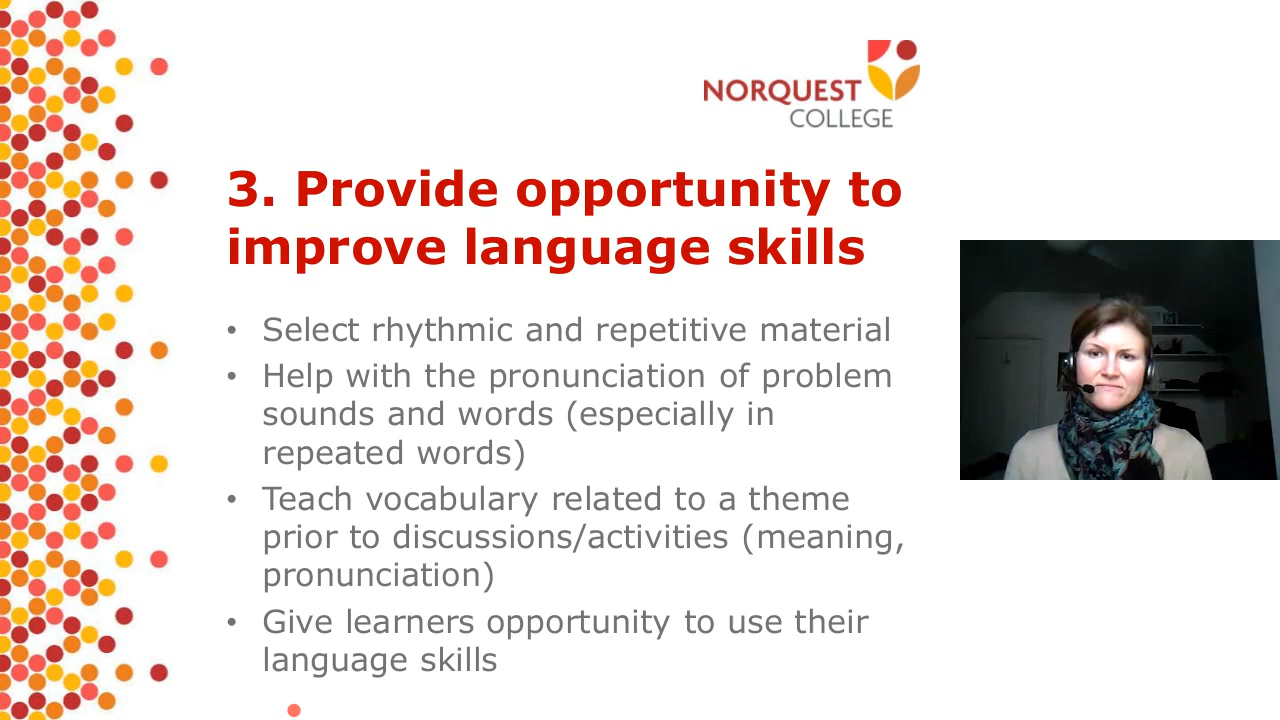 NORQUEST
COLLEGE
3. Provide opportunity to
improve language skills
• Select rhythmic and repetitive material
• Help with the pronunciation of problem
sounds and words (especially in
repeated words)
• Teach vocabulary related to a theme
prior to discussions/activities (meaning,
pronunciation)
• Give learners opportunity to use their
language skills